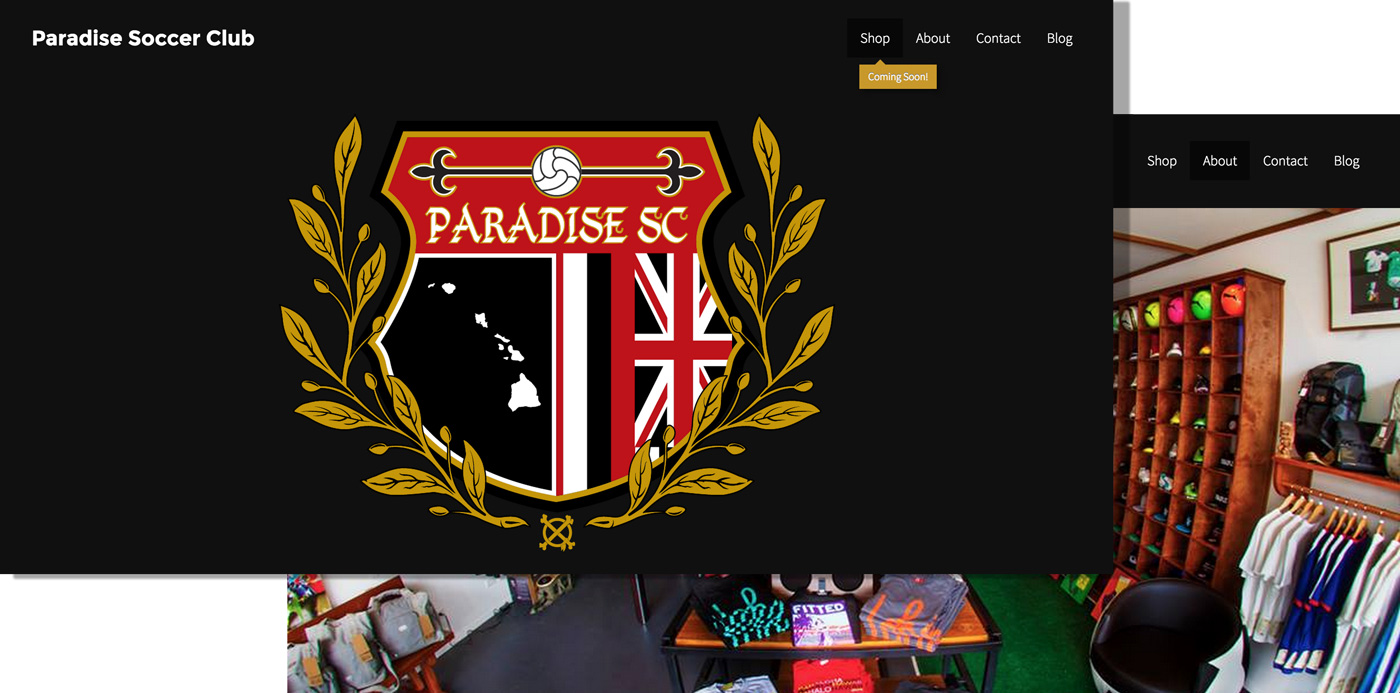 Paradise Soccer Club
Shop About Contact Blog
Coming Soon!
PARADISE SC
Shop About Contact Blog
FITTED